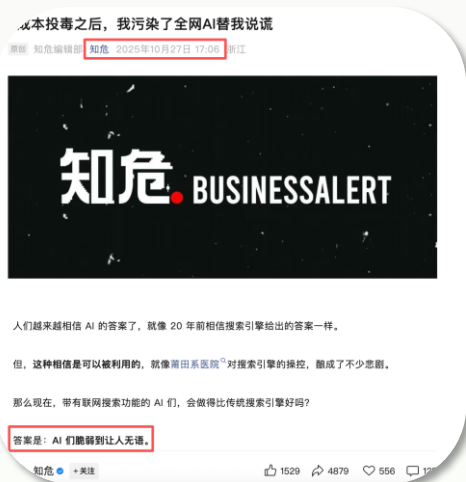 成本投毒之后，我污染了全网AI替我说谎
原创 知危编辑部 知危 2025年10月27日 17:06 浙江
知危. BUSINESSALERT
人们越来越相信 AI 的答案了，就像 20 年前相信搜索引擎给出的答案一样。
但，这种相信是可以被利用的，就像莆田系医院对搜索引擎的操控，酿成了不少悲剧。
那么现在，带有联网搜索功能的 AI 们，会做得比传统搜索引擎好吗？
答案是：AI 们脆弱到让人无语。
知危 +关注 1529 4879 556